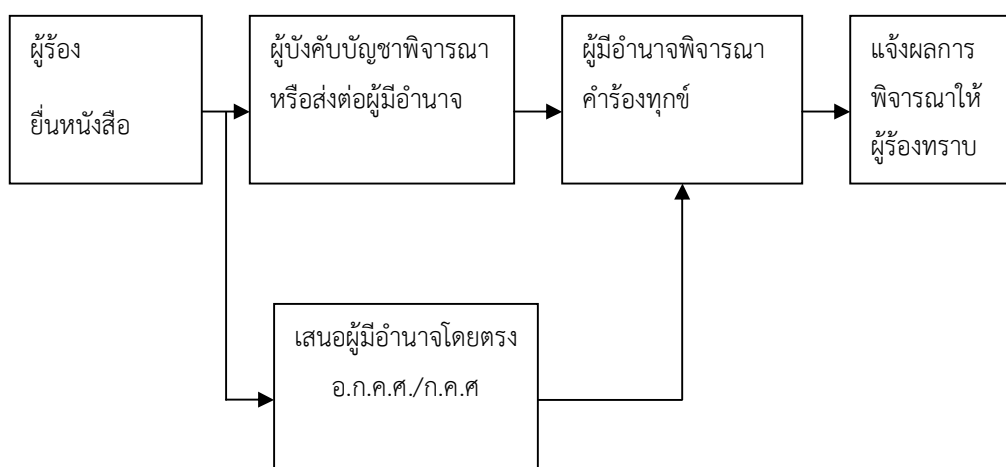 ผู้ร้อง
ยื่นหนังสือ
ผู้บังคับบัญชาพิจารณา
หรือส่งต่อผู้มีอำนาจ
ผู้มีอำนาจพิจารณา
คำร้องทุกข์
แจ้งผลการ
พิจารณาให้
ผู้ร้องทราบ
เสนอผู้มีอำนาจโดยตรง
อ.ก.ค.ศ./ก.ค.ศ